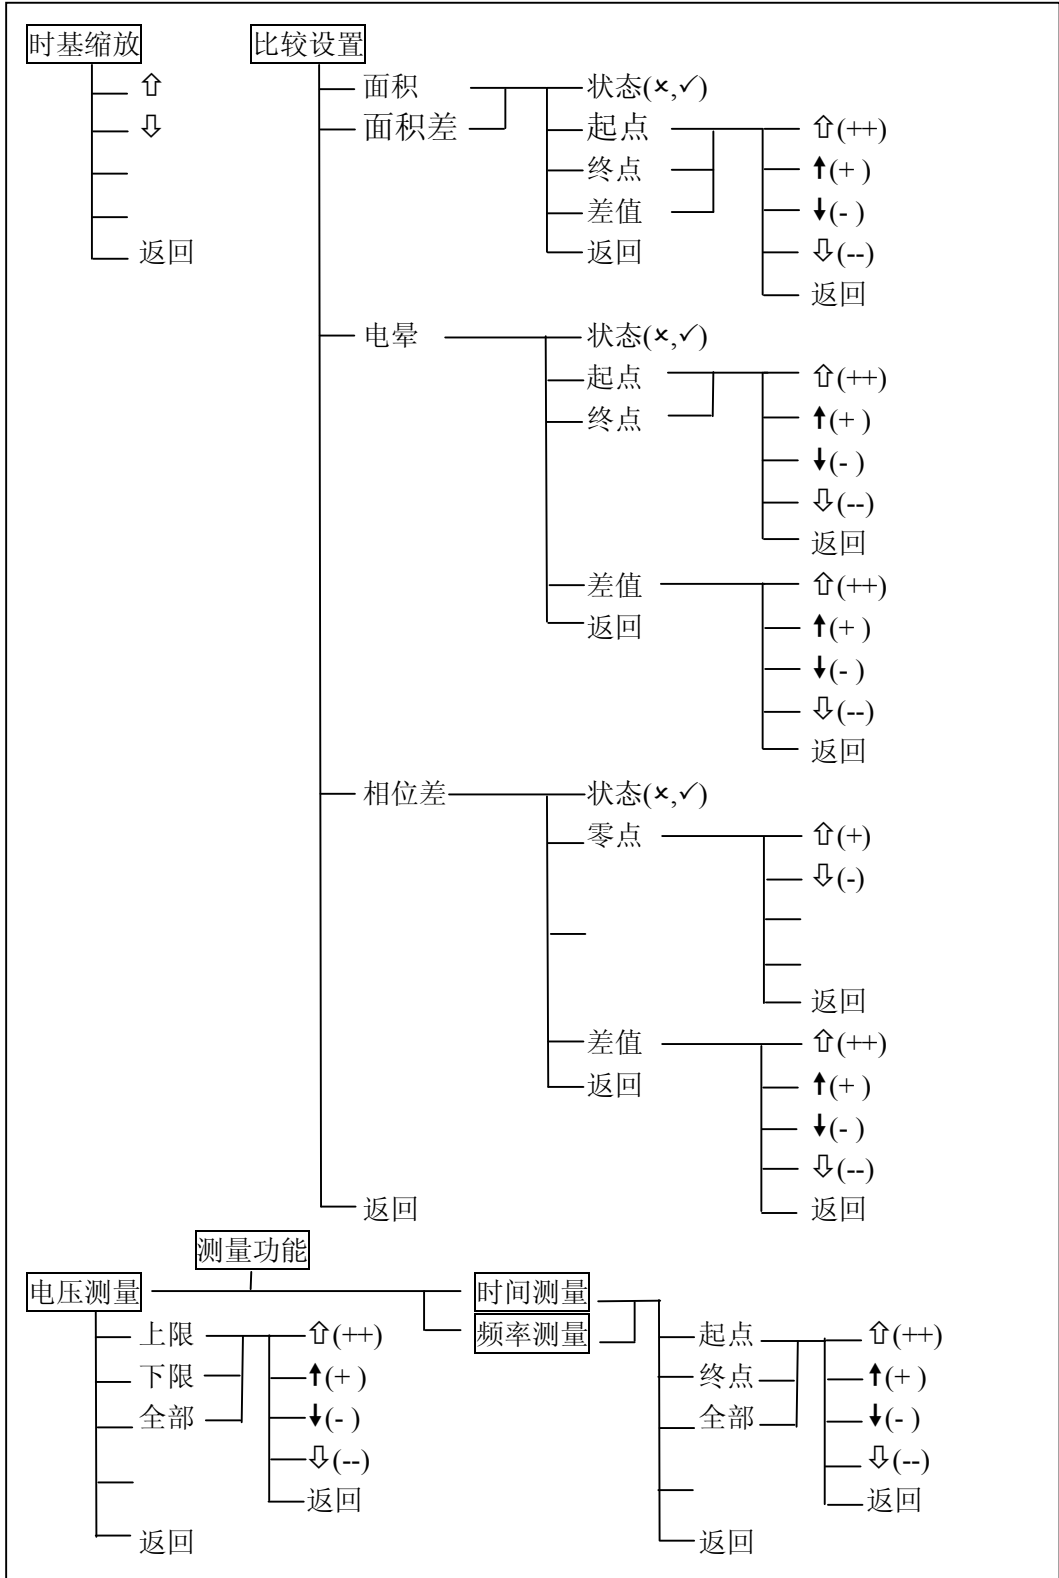 时基缩放 比较设置
⇧ 面积 状态(×,✓)
⇩ 面积差 起点 ⇧(++)
终点 ↑(+ )
差值 ↓(- )
返回 返回 ⇩(--)
返回
电晕 状态(×,✓)
起点 ⇧(++)
终点 ↑(+ )
↓(- )
⇩(--)
返回
差值 ⇧(++)
返回 ↑(+ )
↓(- )
⇩(--)
返回
相位差 状态(×,✓)
零点 ⇧(+)
⇩(-)
返回
差值 ⇧(++)
返回 ↑(+ )
↓(- )
⇩(--)
返回 返回
测量功能
电压测量 时间测量
频率测量
上限 ⇧(++) 起点 ⇧(++)
下限 ↑(+ ) 终点 ↑(+ )
全部 ↓(- ) 全部 ↓(- )
⇩(--) ⇩(--)
返回 返回
返回 返回